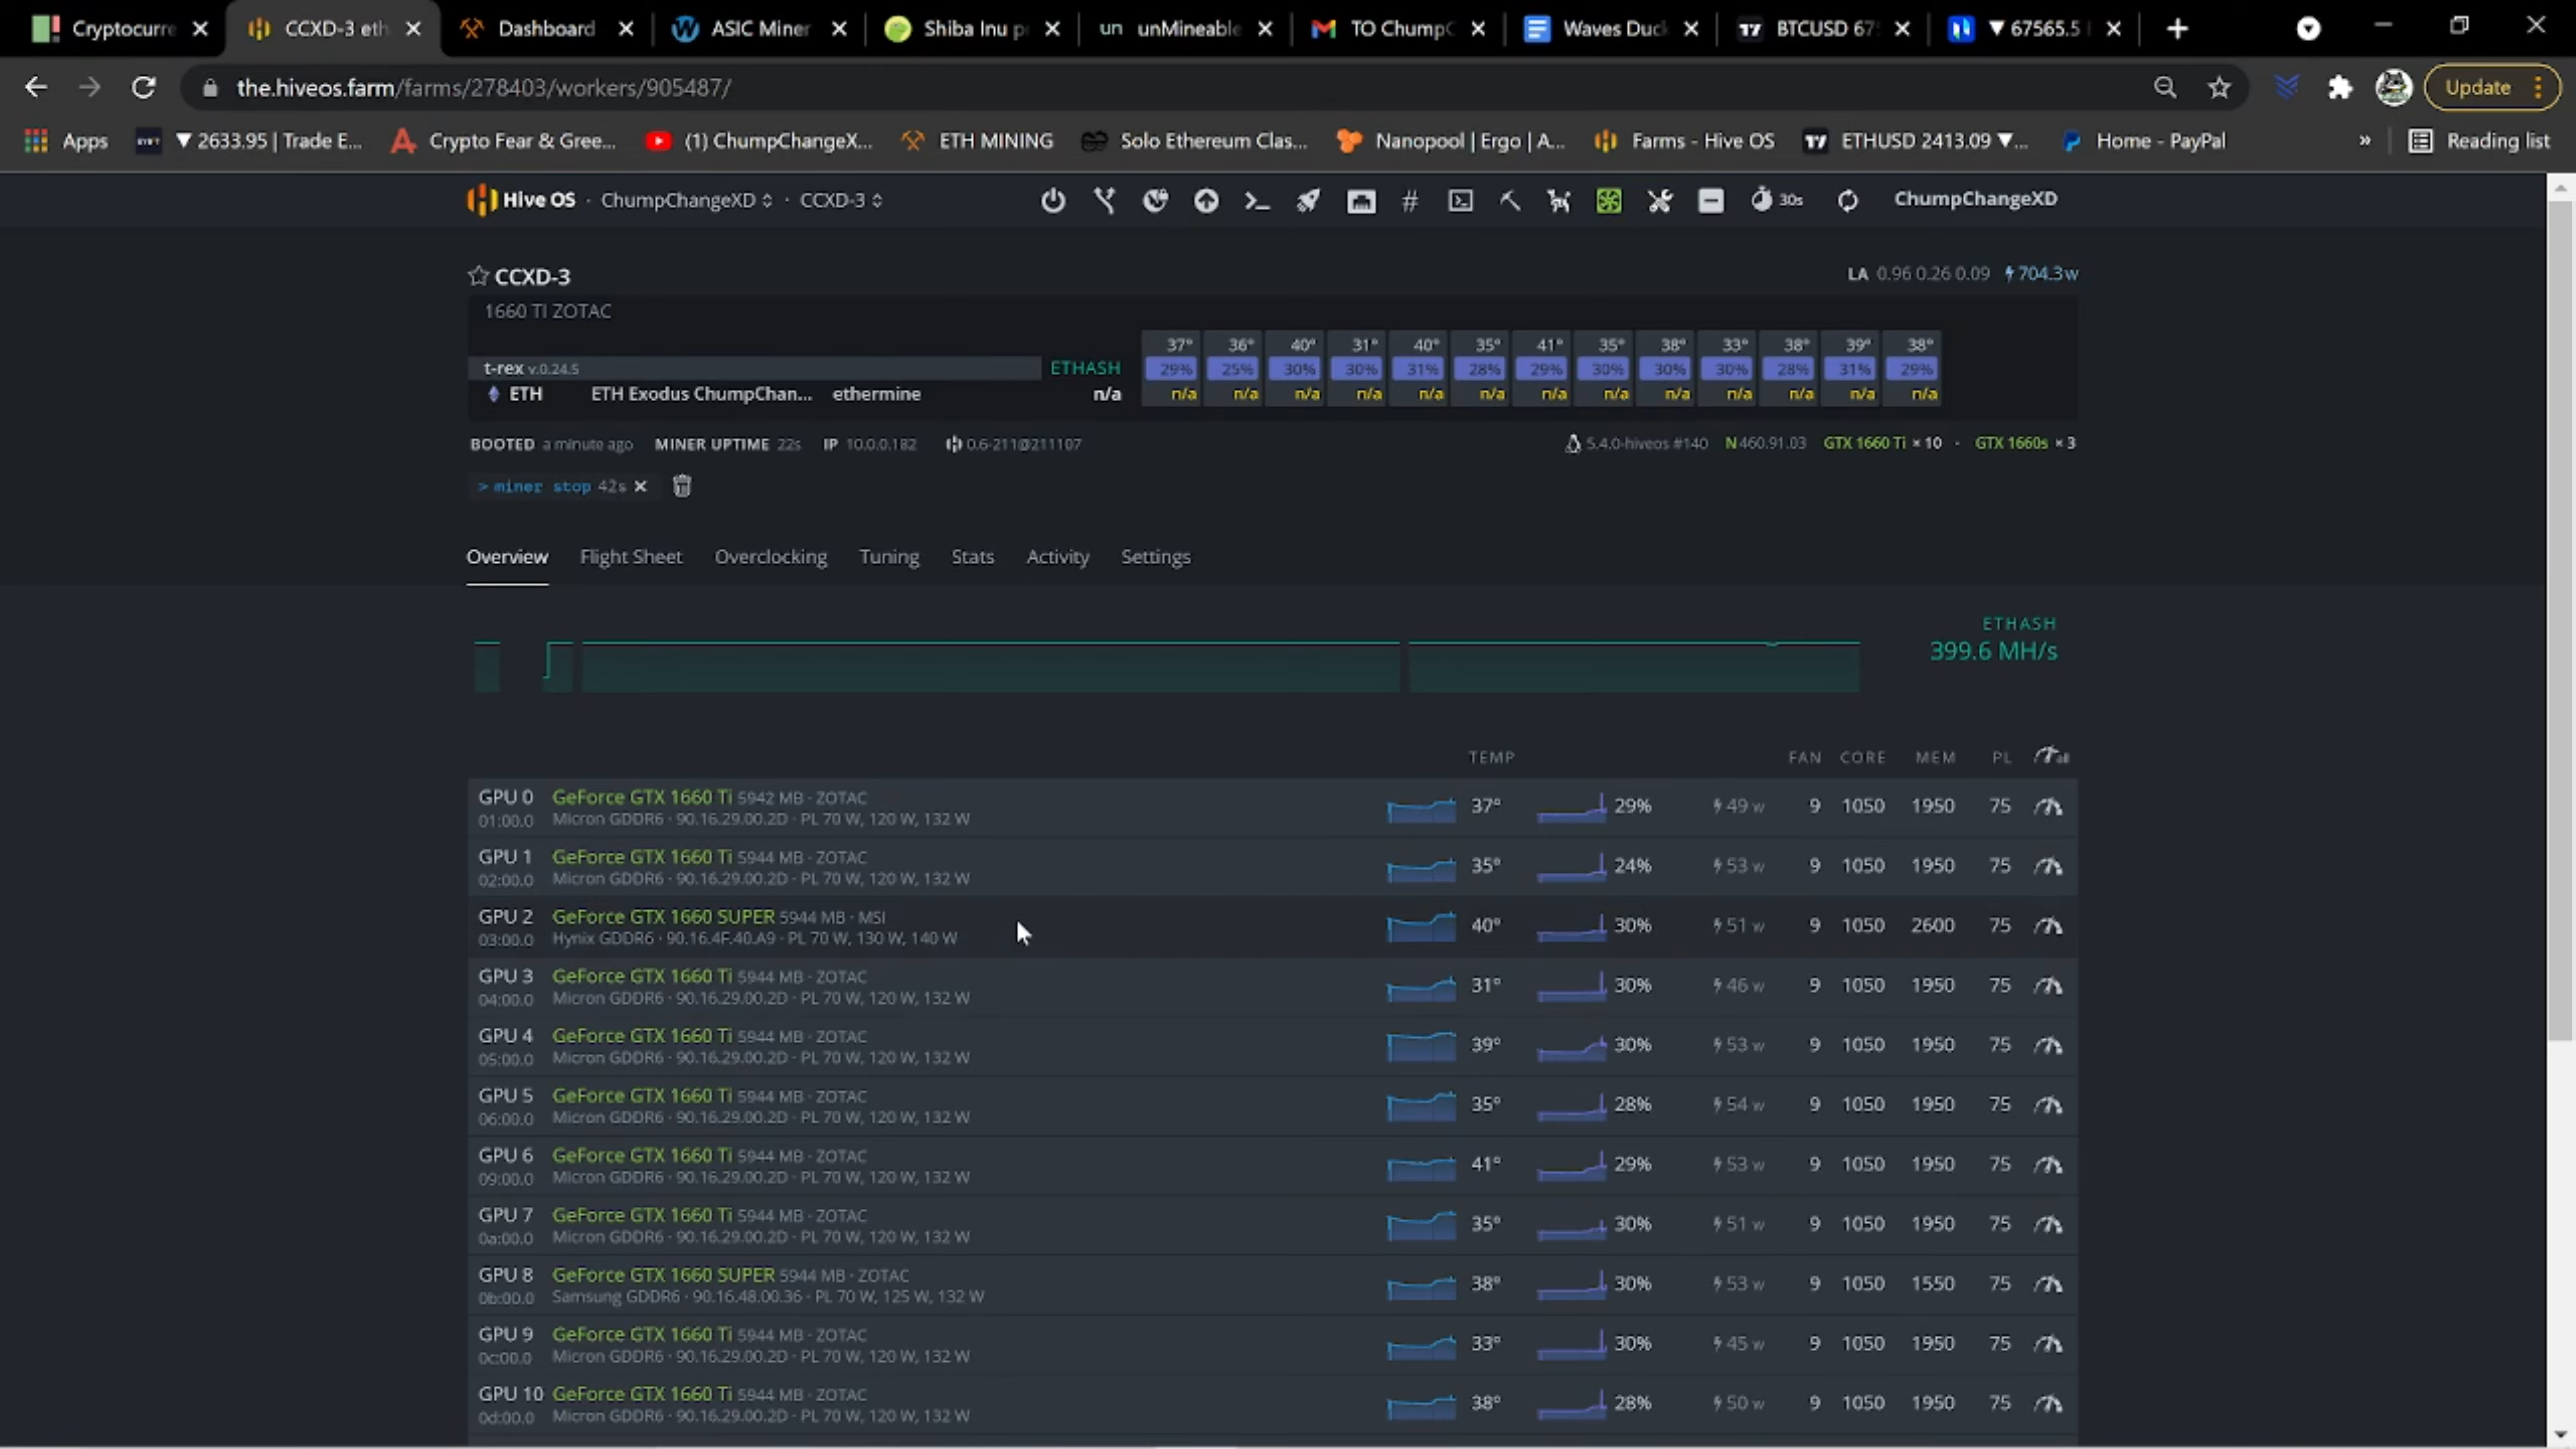 Cryptocurre
CCXD-3 eth
Dashboard
ASIC Miner
Shiba Inu p
un unMineable
TO ChumpC
Waves Duck
BTCUSD 67
▼ 67565.5
the.hiveos.farm/farms/278403/workers/905487/
Update
Apps
▼ 2633.95 | Trade E...
Crypto Fear & Gree...
(1) ChumpChangeX...
ETH MINING
Solo Ethereum Clas...
Nanopool | Ergo | A...
Farms - Hive OS
ETHUSD 2413.09 ▼...
Home - PayPal
»
Reading list
Hive OS · ChumpChangeXD · CCXD-3
30s
ChumpChangeXD
CCXD-3
LA 0.96 0.26 0.09 704.3w
1660 TI ZOTAC
37° 36° 40° 31° 40° 35° 41° 35° 38° 33° 38° 39° 38°
t-rex v.0.24.5 ETHASH 29% 25% 30% 30% 31% 28% 29% 30% 30% 30% 28% 31% 29%
ETH ETH Exodus ChumpChan... ethermine n/a n/a n/a n/a n/a n/a n/a n/a n/a n/a n/a n/a n/a n/a
BOOTED a minute ago MINER UPTIME 22s IP 10.0.0.182 0.6-211@211107 5.4.0-hiveos #140 N 460.91.03 GTX 1660 Ti × 10 · GTX 1660s × 3
> miner stop 42s ×
Overview Flight Sheet Overclocking Tuning Stats Activity Settings
ETHASH
399.6 MH/s
TEMP FAN CORE MEM PL all
GPU 0 GeForce GTX 1660 Ti 5942 MB · ZOTAC 37° 29% 49 w 9 1050 1950 75
01:00.0 Micron GDDR6 · 90.16.29.00.2D · PL 70 W, 120 W, 132 W
GPU 1 GeForce GTX 1660 Ti 5944 MB · ZOTAC 35° 24% 53 w 9 1050 1950 75
02:00.0 Micron GDDR6 · 90.16.29.00.2D · PL 70 W, 120 W, 132 W
GPU 2 GeForce GTX 1660 SUPER 5944 MB · MSI 40° 30% 51 w 9 1050 2600 75
03:00.0 Hynix GDDR6 · 90.16.4F.40.A9 · PL 70 W, 130 W, 140 W
GPU 3 GeForce GTX 1660 Ti 5944 MB · ZOTAC 31° 30% 46 w 9 1050 1950 75
04:00.0 Micron GDDR6 · 90.16.29.00.2D · PL 70 W, 120 W, 132 W
GPU 4 GeForce GTX 1660 Ti 5944 MB · ZOTAC 39° 30% 53 w 9 1050 1950 75
05:00.0 Micron GDDR6 · 90.16.29.00.2D · PL 70 W, 120 W, 132 W
GPU 5 GeForce GTX 1660 Ti 5944 MB · ZOTAC 35° 28% 54 w 9 1050 1950 75
06:00.0 Micron GDDR6 · 90.16.29.00.2D · PL 70 W, 120 W, 132 W
GPU 6 GeForce GTX 1660 Ti 5944 MB · ZOTAC 41° 29% 53 w 9 1050 1950 75
09:00.0 Micron GDDR6 · 90.16.29.00.2D · PL 70 W, 120 W, 132 W
GPU 7 GeForce GTX 1660 Ti 5944 MB · ZOTAC 35° 30% 51 w 9 1050 1950 75
0a:00.0 Micron GDDR6 · 90.16.29.00.2D · PL 70 W, 120 W, 132 W
GPU 8 GeForce GTX 1660 SUPER 5944 MB · ZOTAC 38° 30% 53 w 9 1050 1550 75
0b:00.0 Samsung GDDR6 · 90.16.48.00.36 · PL 70 W, 125 W, 132 W
GPU 9 GeForce GTX 1660 Ti 5944 MB · ZOTAC 33° 30% 45 w 9 1050 1950 75
0c:00.0 Micron GDDR6 · 90.16.29.00.2D · PL 70 W, 120 W, 132 W
GPU 10 GeForce GTX 1660 Ti 5944 MB · ZOTAC 38° 28% 50 w 9 1050 1950 75
0d:00.0 Micron GDDR6 · 90.16.29.00.2D · PL 70 W, 120 W, 132 W